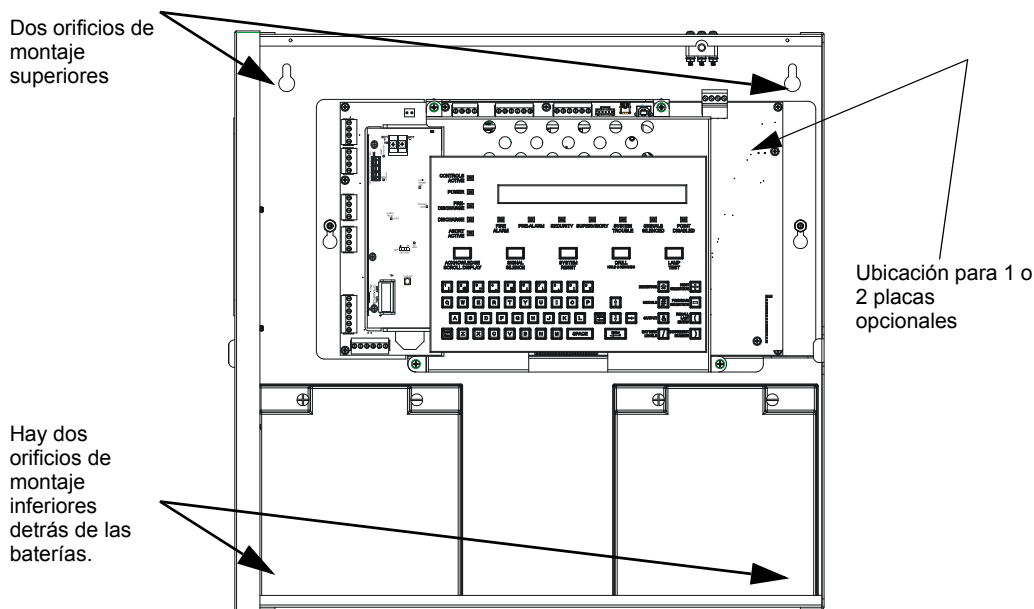 Dos orificios de
montaje
superiores
CONTROLS
ACTIVE
POWER
PRE-
DISCHARGE
DISCHARGE
ABORT
ACTIVE
FIRE
ALARM
PRE-ALARM
SECURITY
SUPERVISORY
SYSTEM
TROUBLE
SIGNALS
SILENCED
POINT
DISABLED
ACKNOWLEDGE
SCROLL DISPLAY
SIGNAL
SILENCE
SYSTEM
RESET
DRILL
LAMP
TEST
SPACE
Ubicación para 1 o
2 placas
opcionales
Hay dos
orificios de
montaje
inferiores
detrás de las
baterías.